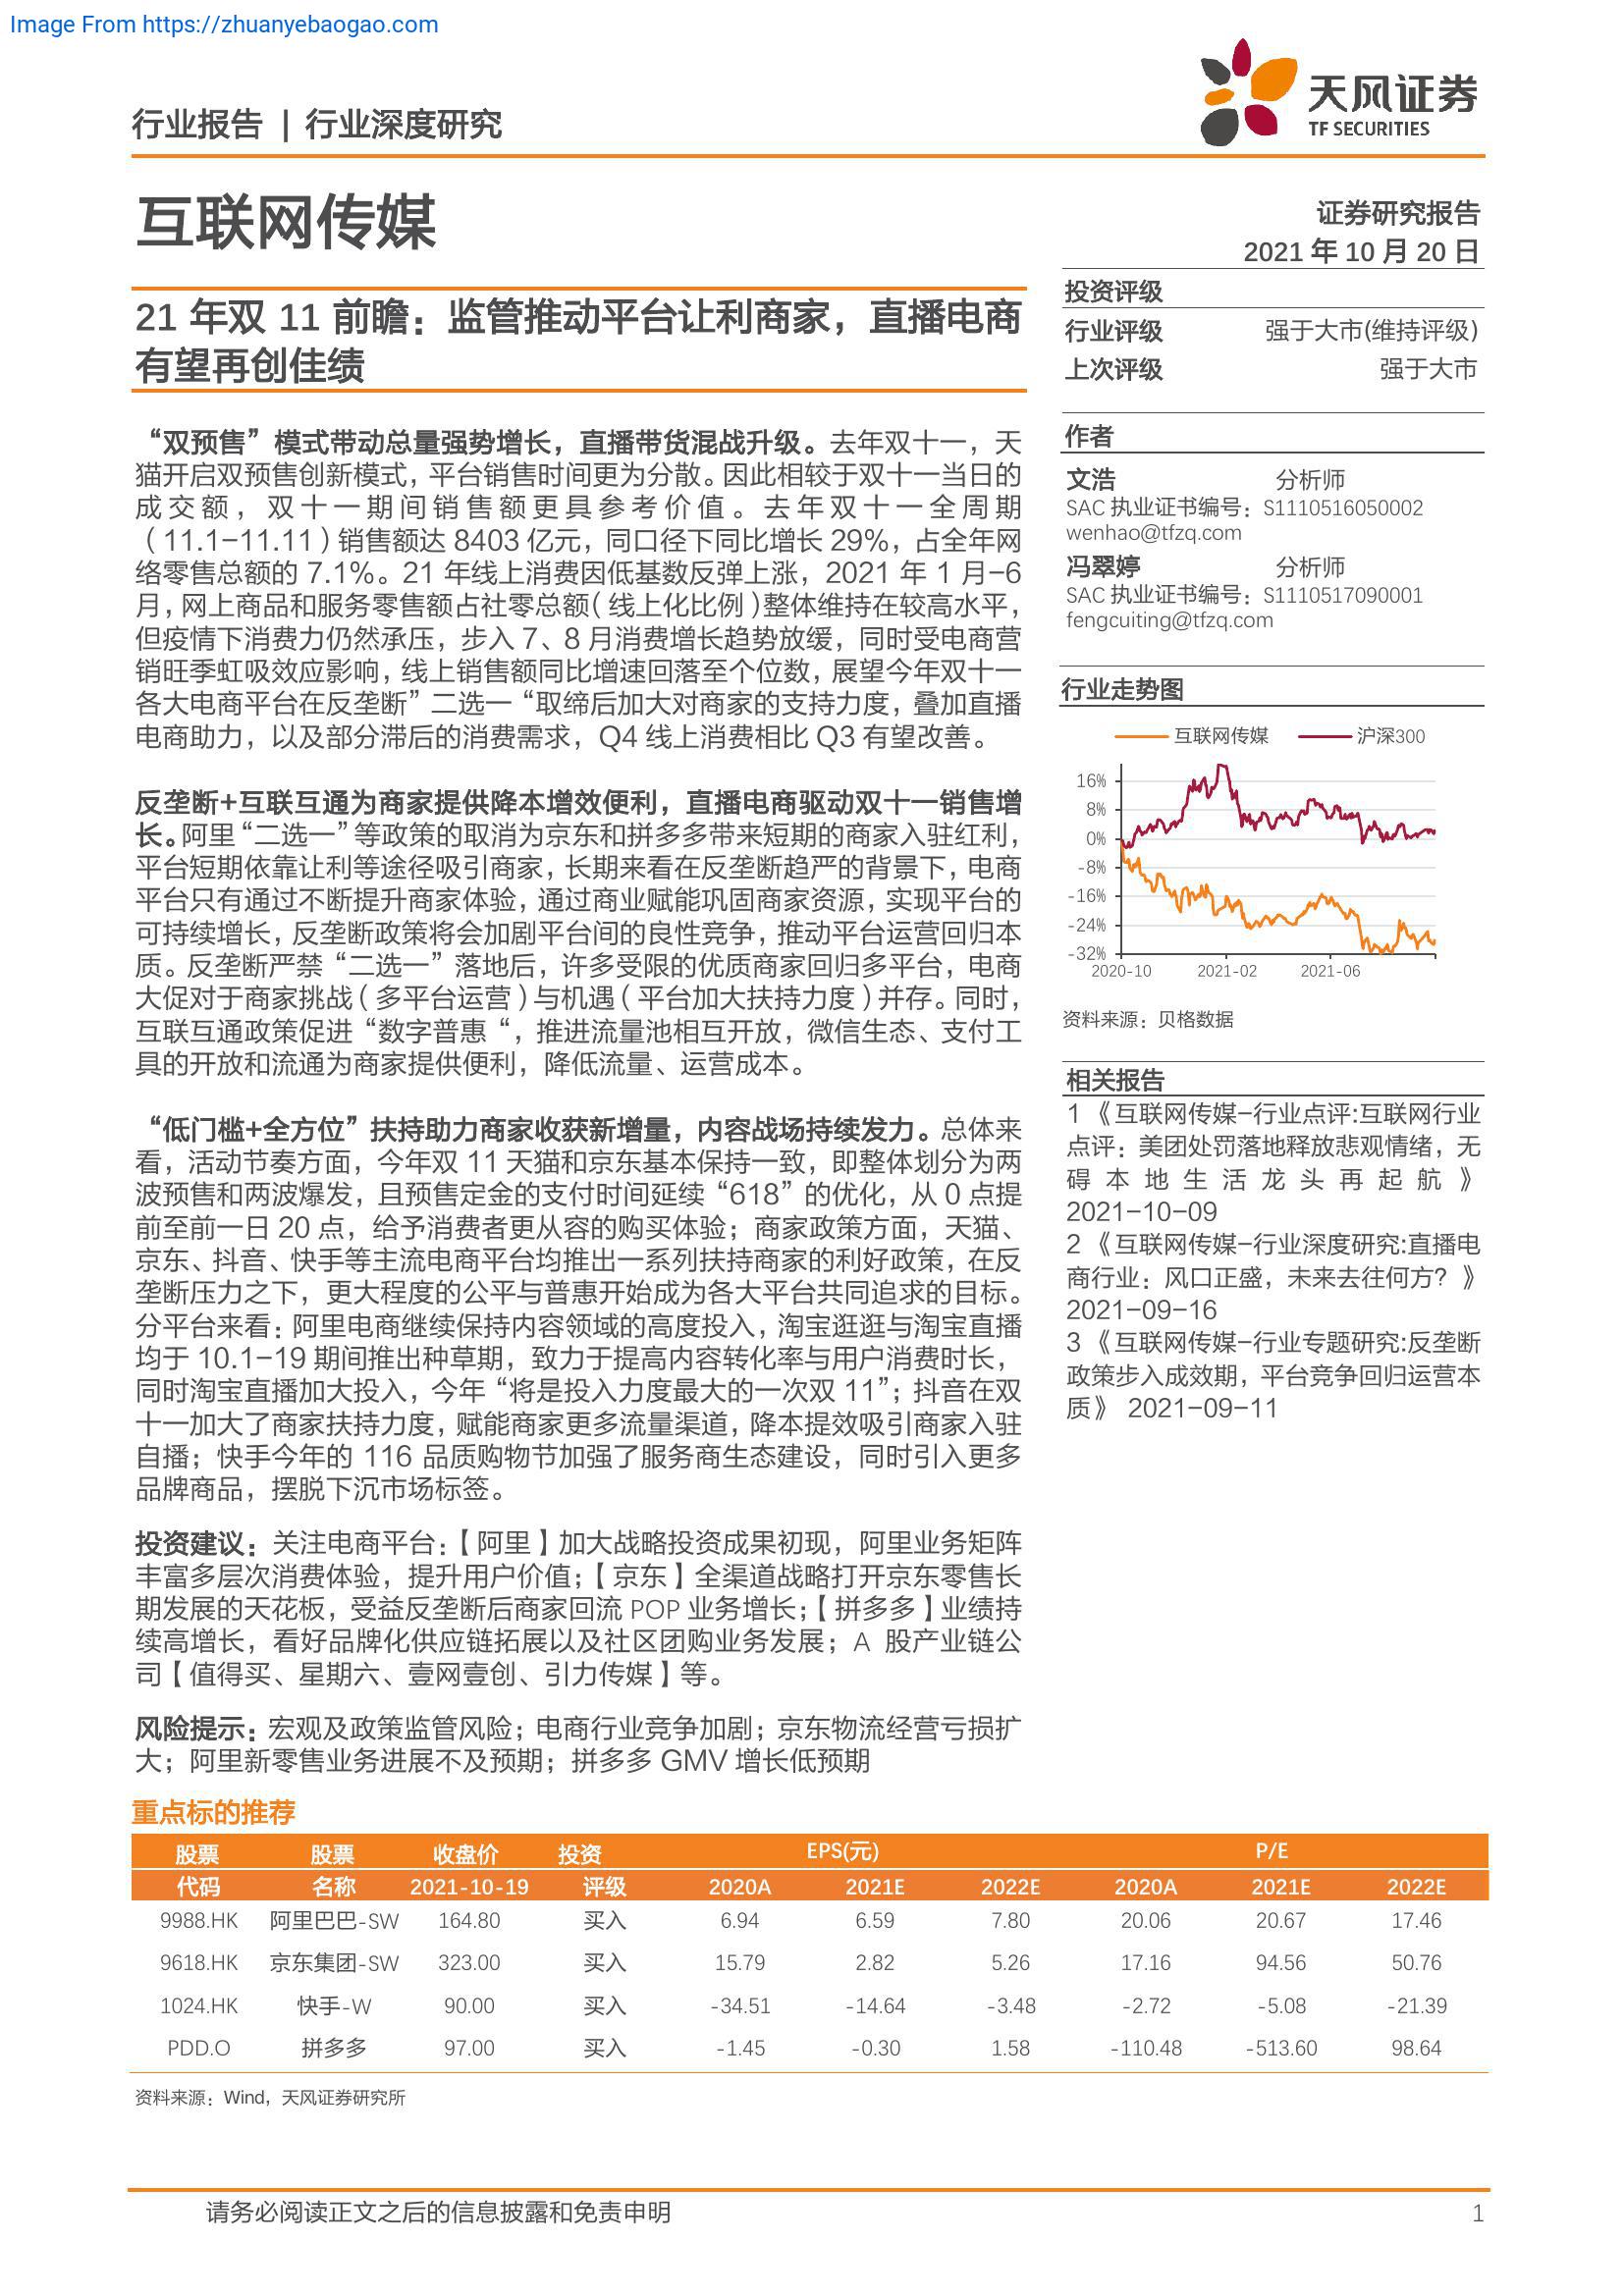 Image From https://zhuanyebaogao.com
天风证券
TF SECURITIES
行业报告 | 行业深度研究
互联网传媒
21 年双 11 前瞻：监管推动平台让利商家，直播电商
有望再创佳绩
“双预售”模式带动总量强势增长，直播带货混战升级。去年双十一，天
猫开启双预售创新模式，平台销售时间更为分散。因此相较于双十一当日的
成交额，双十一期间销售额更具参考价值。去年双十一全周期
（11.1-11.11）销售额达 8403 亿元，同口径下同比增长 29%，占全年网
络零售总额的 7.1%。21 年线上消费因低基数反弹上涨，2021 年 1 月-6
月，网上商品和服务零售额占社零总额（线上化比例）整体维持在较高水平，
但疫情下消费力仍然承压，步入 7、8 月消费增长趋势放缓，同时受电商营
销旺季虹吸效应影响，线上销售额同比增速回落至个位数，展望今年双十一
各大电商平台在反垄断”二选一“取缔后加大对商家的支持力度，叠加直播
电商助力，以及部分滞后的消费需求，Q4 线上消费相比 Q3 有望改善。
反垄断+互联互通为商家提供降本增效便利，直播电商驱动双十一销售增
长。阿里“二选一”等政策的取消为京东和拼多多带来短期的商家入驻红利，
平台短期依靠让利等途径吸引商家，长期来看在反垄断趋严的背景下，电商
平台只有通过不断提升商家体验，通过商业赋能巩固商家资源，实现平台的
可持续增长，反垄断政策将会加剧平台间的良性竞争，推动平台运营回归本
质。反垄断严禁“二选一”落地后，许多受限的优质商家回归多平台，电商
大促对于商家挑战（多平台运营）与机遇（平台加大扶持力度）并存。同时，
互联互通政策促进“数字普惠“，推进流量池相互开放，微信生态、支付工
具的开放和流通为商家提供便利，降低流量、运营成本。
“低门槛+全方位”扶持助力商家收获新增量，内容战场持续发力。总体来
看，活动节奏方面，今年双 11 天猫和京东基本保持一致，即整体划分为两
波预售和两波爆发，且预售定金的支付时间延续“618”的优化，从 0 点提
前至前一日 20 点，给予消费者更从容的购买体验；商家政策方面，天猫、
京东、抖音、快手等主流电商平台均推出一系列扶持商家的利好政策，在反
垄断压力之下，更大程度的公平与普惠开始成为各大平台共同追求的目标。
分平台来看：阿里电商继续保持内容领域的高度投入，淘宝逛逛与淘宝直播
均于 10.1-19 期间推出种草期，致力于提高内容转化率与用户消费时长，
同时淘宝直播加大投入，今年“将是投入力度最大的一次双 11”；抖音在双
十一加大了商家扶持力度，赋能商家更多流量渠道，降本提效吸引商家入驻
自播；快手今年的 116 品质购物节加强了服务商生态建设，同时引入更多
品牌商品，摆脱下沉市场标签。
投资建议：关注电商平台：【阿里】加大战略投资成果初现，阿里业务矩阵
丰富多层次消费体验，提升用户价值；【京东】全渠道战略打开京东零售长
期发展的天花板，受益反垄断后商家回流 POP 业务增长；【拼多多】业绩持
续高增长，看好品牌化供应链拓展以及社区团购业务发展；A 股产业链公
司【值得买、星期六、壹网壹创、引力传媒】等。
风险提示：宏观及政策监管风险；电商行业竞争加剧；京东物流经营亏损扩
大；阿里新零售业务进展不及预期；拼多多 GMV 增长低预期
证券研究报告
2021 年 10 月 20 日
投资评级
行业评级 强于大市(维持评级)
上次评级 强于大市
作者
文浩 分析师
SAC 执业证书编号：S1110516050002
wenhao@tfzq.com
冯翠婷 分析师
SAC 执业证书编号：S1110517090001
fengcuiting@tfzq.com
行业走势图
互联网传媒 沪深300
16%
8%
0%
-8%
-16%
-24%
-32%
2020-10 2021-02 2021-06
资料来源：贝格数据
相关报告
1 《互联网传媒-行业点评:互联网行业
点评：美团处罚落地释放悲观情绪，无
碍本地生活龙头再起航》
2021-10-09
2 《互联网传媒-行业深度研究:直播电
商行业：风口正盛，未来去往何方？》
2021-09-16
3 《互联网传媒-行业专题研究:反垄断
政策步入成效期，平台竞争回归运营本
质》 2021-09-11
重点标的推荐
股票 股票 收盘价 投资 EPS(元) P/E
代码 名称 2021-10-19 评级 2020A 2021E 2022E 2020A 2021E 2022E
9988.HK 阿里巴巴-SW 164.80 买入 6.94 6.59 7.80 20.06 20.67 17.46
9618.HK 京东集团-SW 323.00 买入 15.79 2.82 5.26 17.16 94.56 50.76
1024.HK 快手-W 90.00 买入 -34.51 -14.64 -3.48 -2.72 -5.08 -21.39
PDD.O 拼多多 97.00 买入 -1.45 -0.30 1.58 -110.48 -513.60 98.64
资料来源：Wind，天风证券研究所
请务必阅读正文之后的信息披露和免责申明 1